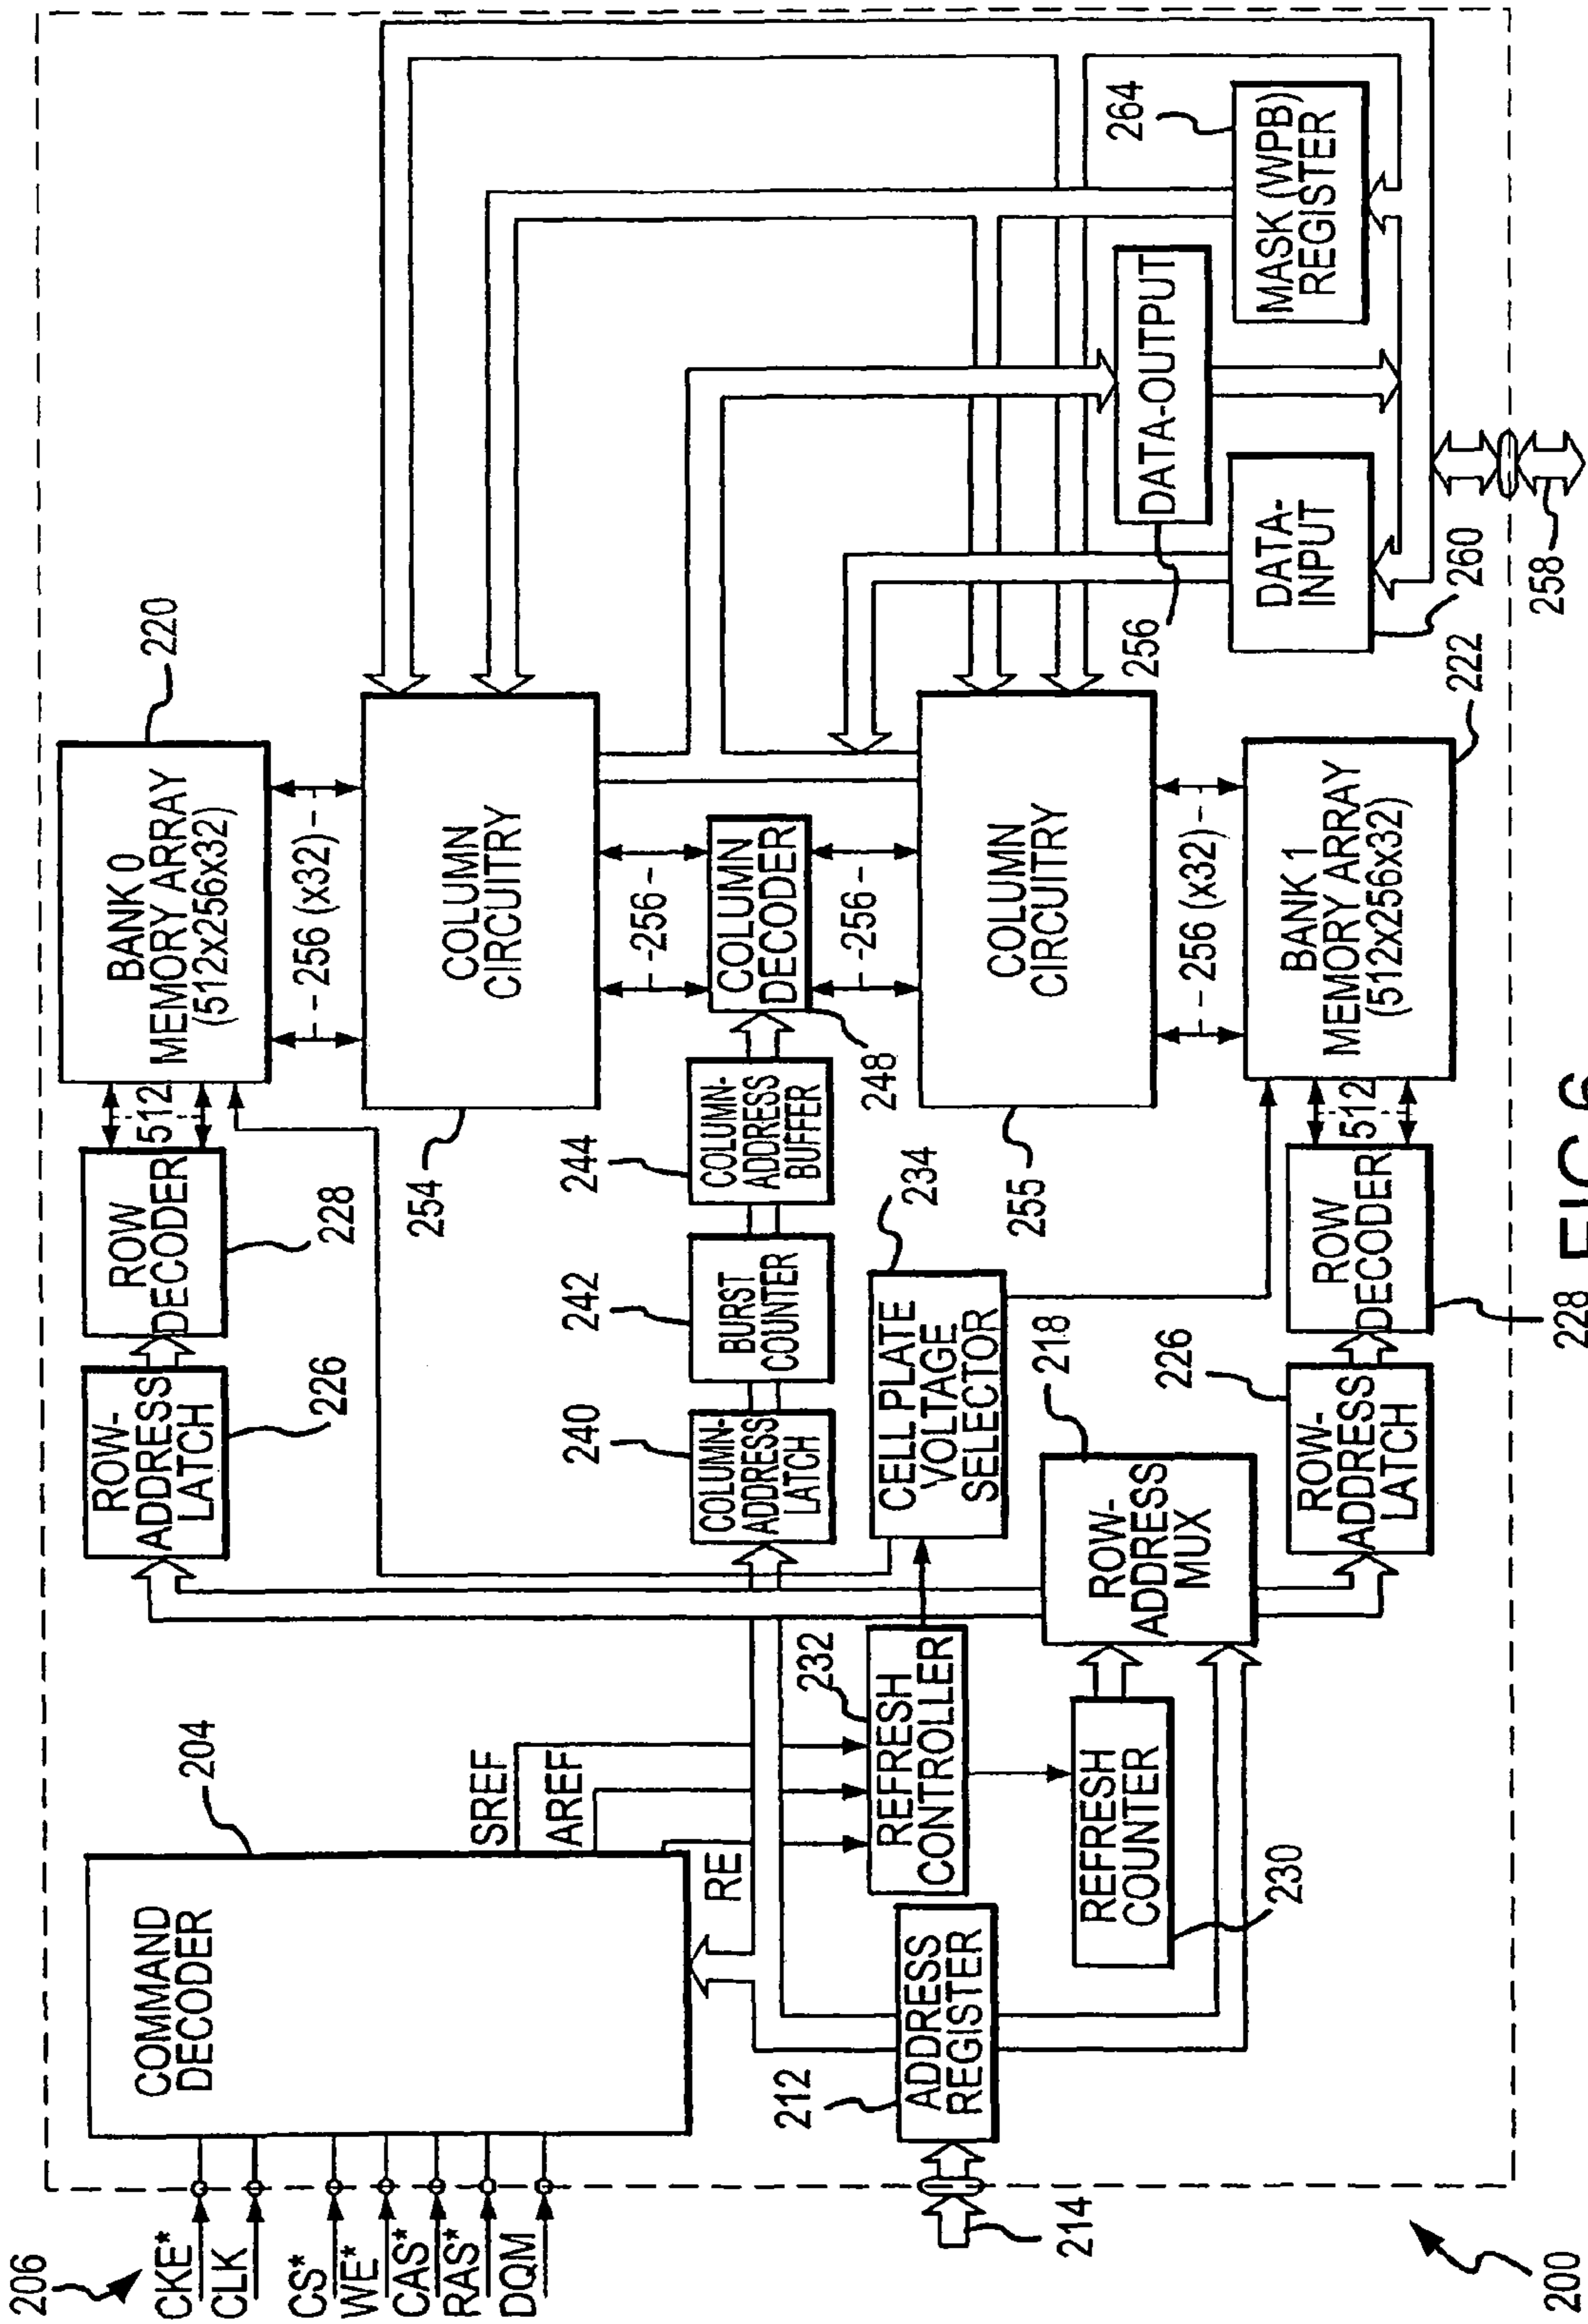 206
CKE*
CLK
CS*
WE*
CAS*
RAS*
DQM
COMMAND
DECODER
204
SREF
AREF
RE
212
ADDRESS
REGISTER
214
REFRESH
CONTROLLER
232
REFRESH
COUNTER
230
ROW-
ADDRESS
MUX
218
CELL PLATE
VOLTAGE
SELECTOR
234
ROW-
ADDRESS
LATCH
226
ROW
DECODER
228
512
BANK 0
MEMORY ARRAY
(512x256x32)
220
256 (x32)
COLUMN
CIRCUITRY
254
256
COLUMN-
ADDRESS
LATCH
240
BURST
COUNTER
242
COLUMN-
ADDRESS
BUFFER
244
COLUMN
DECODER
248
256
COLUMN
CIRCUITRY
255
256 (x32)
ROW-
ADDRESS
LATCH
226
ROW
DECODER
228
512
BANK 1
MEMORY ARRAY
(512x256x32)
222
DATA-
INPUT
260
DATA-OUTPUT
256
MASK (WPB)
REGISTER
264
258
200
FIG.6